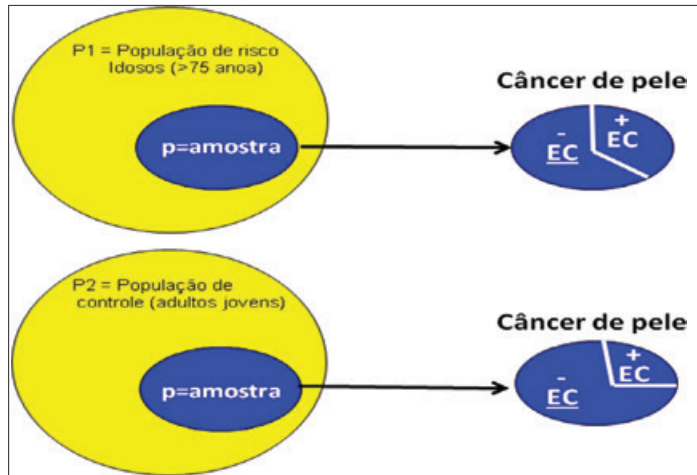 P1 = População de risco
Idosos (>75 anoa)
p=amostra
Câncer de pele
+
EC
-
EC
P2 = População de
controle (adultos jovens)
p=amostra
Câncer de pele
+
EC
-
EC